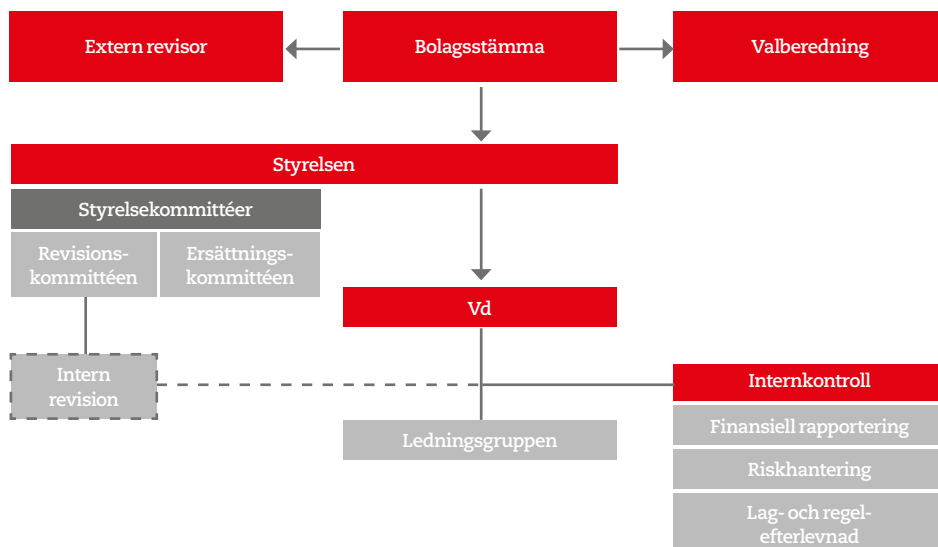 Extern revisor
Bolagsstämma
Valberedning
Styrelsen
Styrelsekommittéer
Revisions-
kommittéen
Ersättnings-
kommittéen
Vd
Intern
revision
Internkontroll
Ledningsgruppen
Finansiell rapportering
Riskhantering
Lag- och regel-
efterlevnad